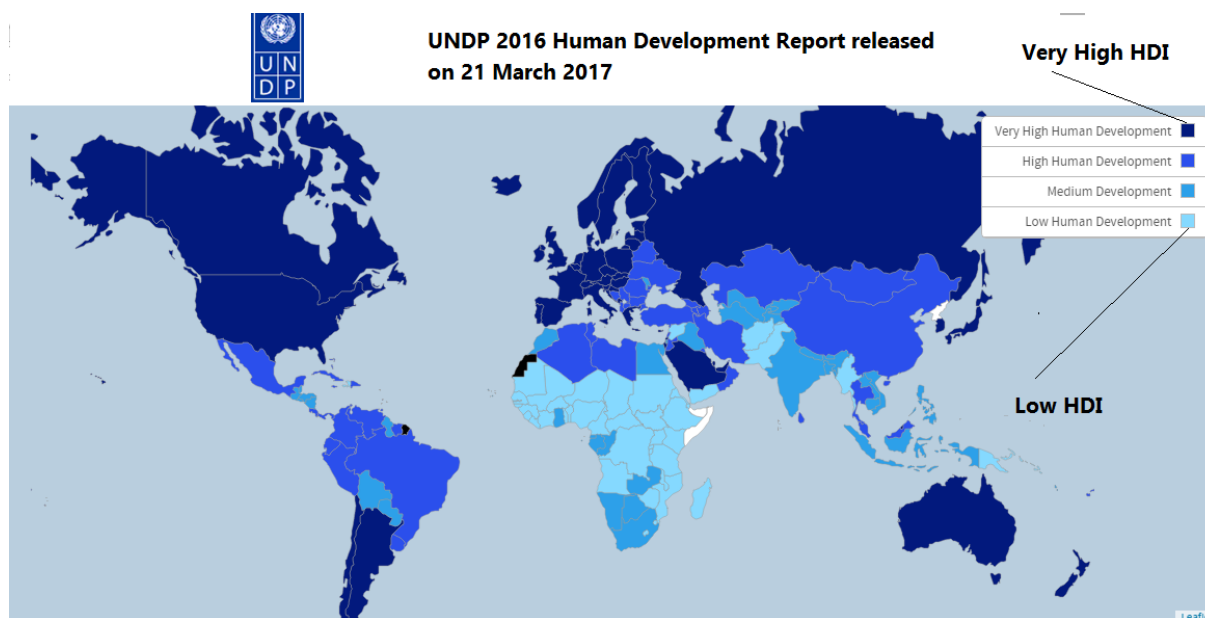 UNDP 2016 Human Development Report released
on 21 March 2017
Very High HDI
U N
D P
Very High Human Development
High Human Development
Medium Development
Low Human Development
Low HDI